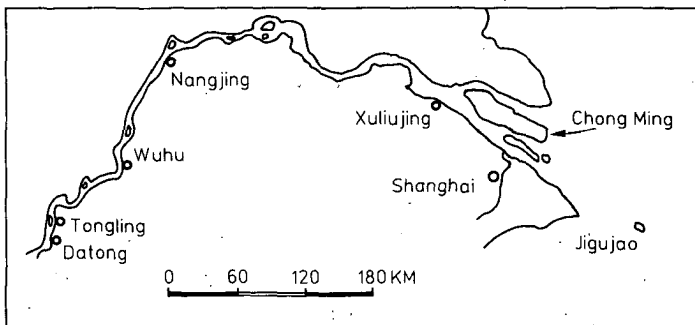 Nangjing
Xuliujing
Chong Ming
Wuhu
Shanghai
Tongling
Jigujao
Datong
0 60 120 180 KM